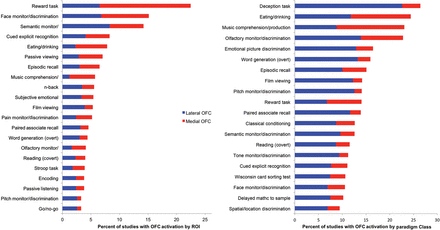 Reward task
Face monitor/discrimination
Semantic monitor/
Cued explicit recognition
Eating/drinking
Passive viewing
Episodic recall
Music comprehension/
n-back
Subjective emotional
Film viewing
Pain monitor/discrimination
Paired associate recall
Word generation (overt)
Olfactory monitor/
Reading (covert)
Stroop task
Encoding
Passive listening
Pitch monitor/discrimination
Go/no-go
0 5 10 15 20 25
Percent of studies with OFC activation by ROI
Lateral OFC
Medial OFC
Deception task
Eating/drinking
Music comprehension/production
Olfactory monitor/discrimination
Emotional picture discrimination
Word generation (overt)
Episodic recall
Film viewing
Pitch monitor/discrimination
Reward task
Paired associate recall
Classical conditioning
Semantic monitor/discrimination
Reading (covert)
Tone monitor/discrimination
Cued explicit recognition
Wisconsin card sorting test
Face monitor/discrimination
Delayed match to sample
Spatial/location discrimination
0 5 10 15 20 25 30
Percent of studies with OFC activation by paradigm Class